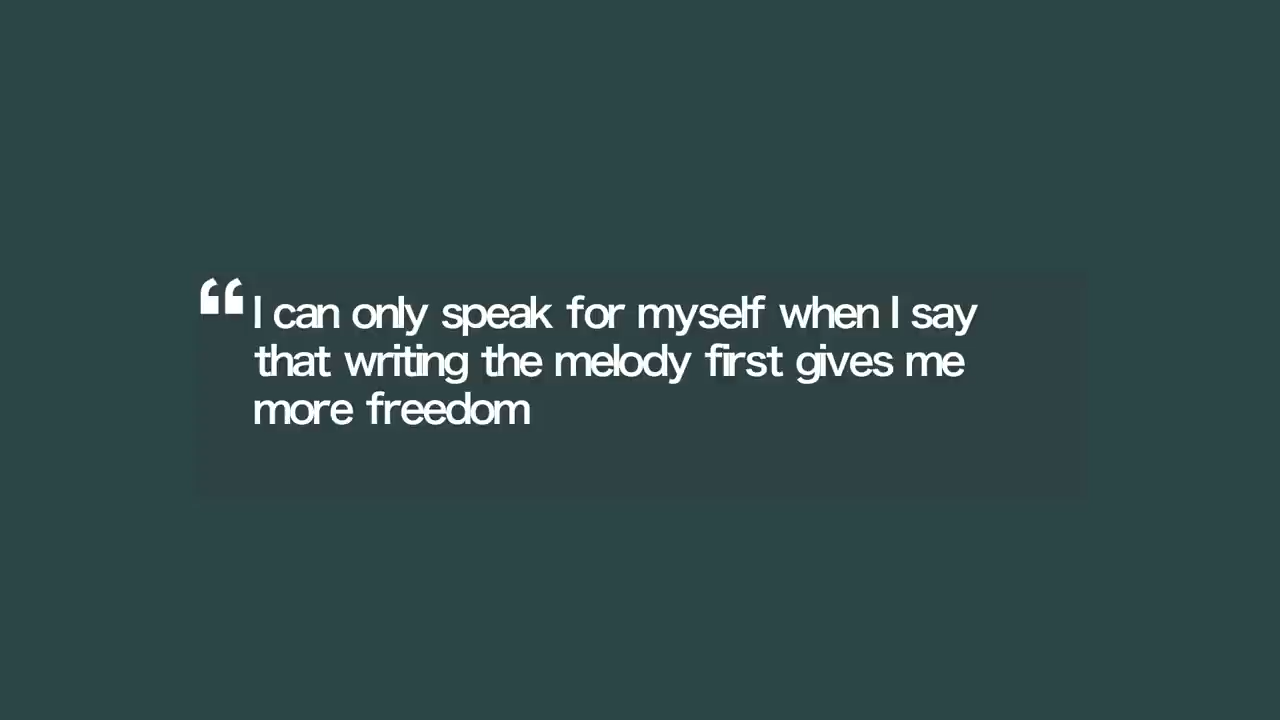 “I can only speak for myself when I say
that writing the melody first gives me
more freedom